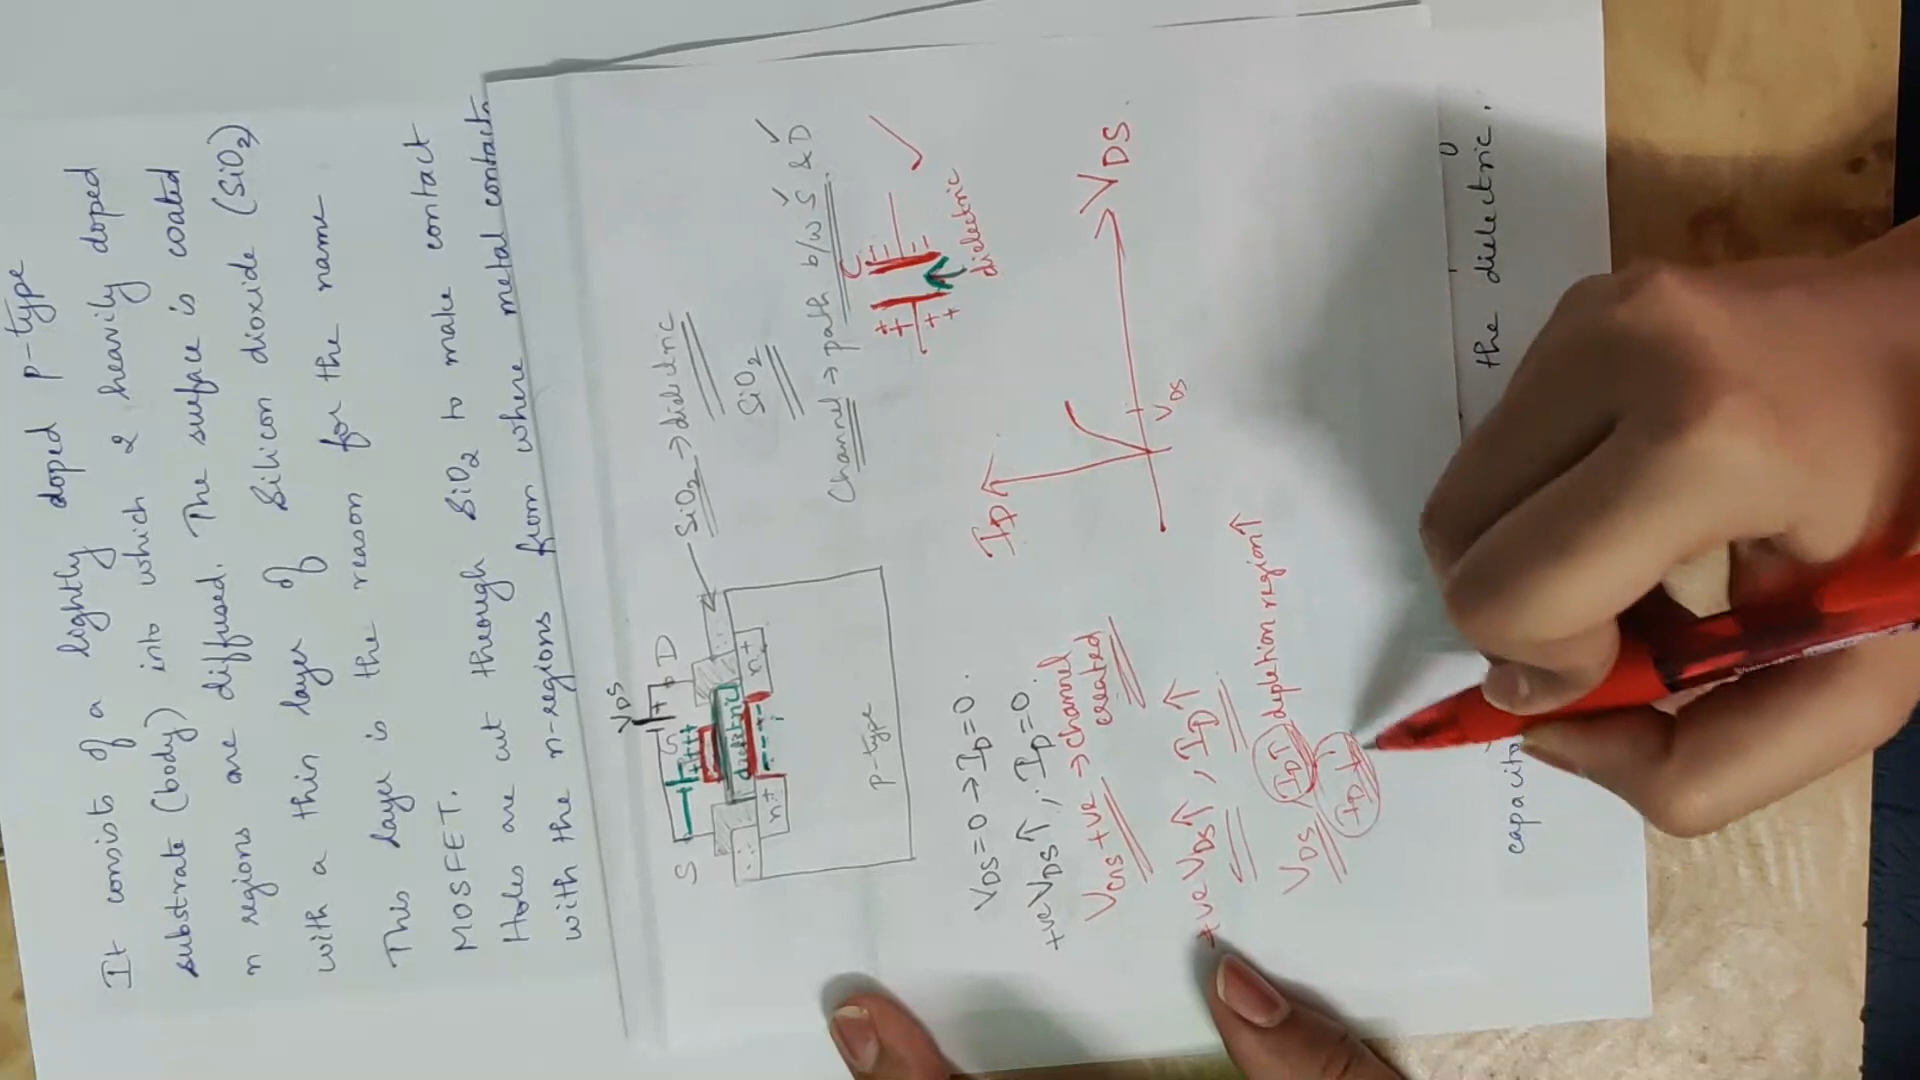 It consist of a lightly doped p-type
substrate (body) into which 2 heavily doped
n regions are diffused. The surface is coated
with a thin layer of Silicon dioxide (SiO2)
This layer is the reason for the name
MOSFET.
Holes are cut through SiO2 to make contact
with the n-regions from where metal contact
VDS
S
G
D
dielectric
n+
n+
p-type
SiO2 → dielectric
SiO2
Channel → path b/w S & D
C
dielectric
VDS = 0 → ID = 0.
+ve VDS ↑, ID = 0.
VGS +ve → channel
created
+ve VDS ↑, ID ↑
VDS ID↑ depletion region ↑
ID↓
ID
VDS
VDS.
the dielectric.